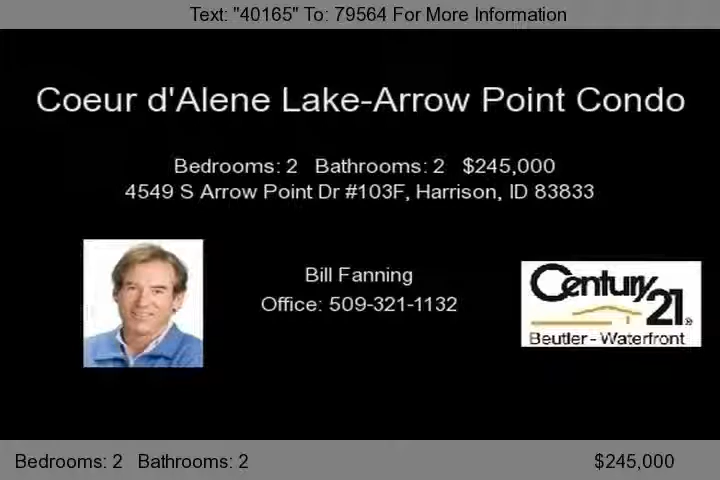 Text: "40165" To: 79564 For More Information
Coeur d'Alene Lake-Arrow Point Condo
Bedrooms: 2 Bathrooms: 2 $245,000
4549 S Arrow Point Dr #103F, Harrison, ID 83833
Bill Fanning
Office: 509-321-1132
Century 21®
Beutler - Waterfront
Bedrooms: 2 Bathrooms: 2 $245,000